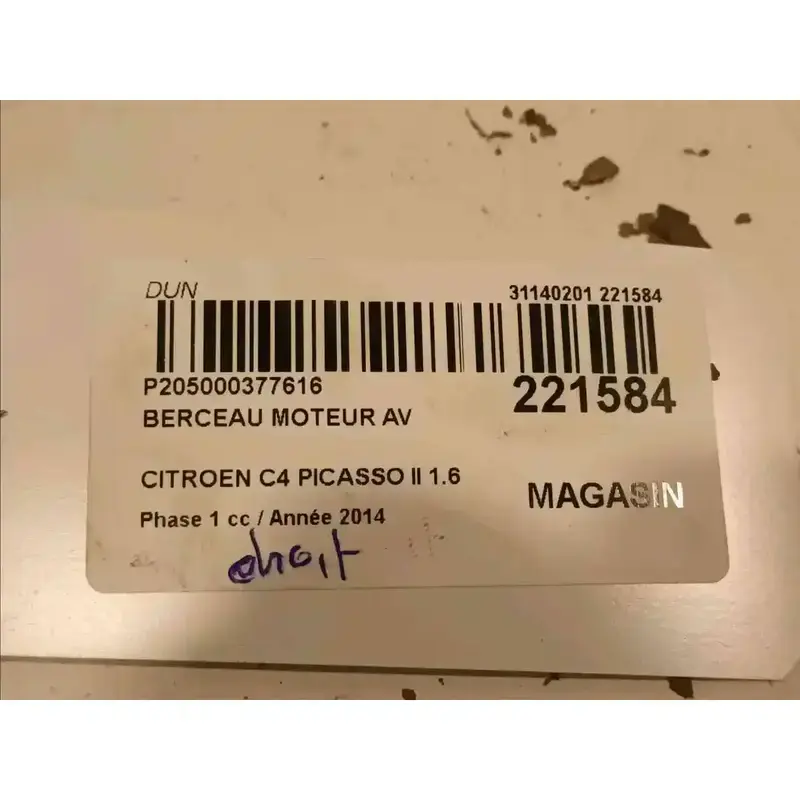 DUN
31140201 221584
P205000377616
221584
BERCEAU MOTEUR AV
CITROEN C4 PICASSO II 1.6
MAGASIN
Phase 1 cc / Année 2014
droit